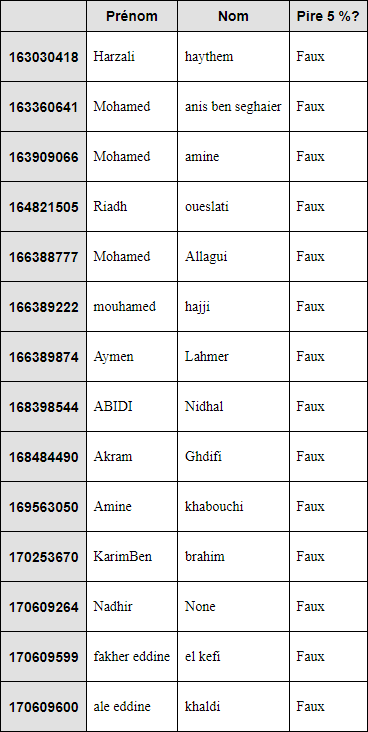 Prénom Nom Pire 5 %?
163030418 Harzali haythem Faux
163360641 Mohamed anis ben seghaier Faux
163909066 Mohamed amine Faux
164821505 Riadh oueslati Faux
166388777 Mohamed Allagui Faux
166389222 mouhamed hajji Faux
166389874 Aymen Lahmer Faux
168398544 ABIDI Nidhal Faux
168484490 Akram Ghdifi Faux
169563050 Amine khabouchi Faux
170253670 KarimBen brahim Faux
170609264 Nadhir None Faux
170609599 fakher eddine el kefi Faux
170609600 ale eddine khaldi Faux